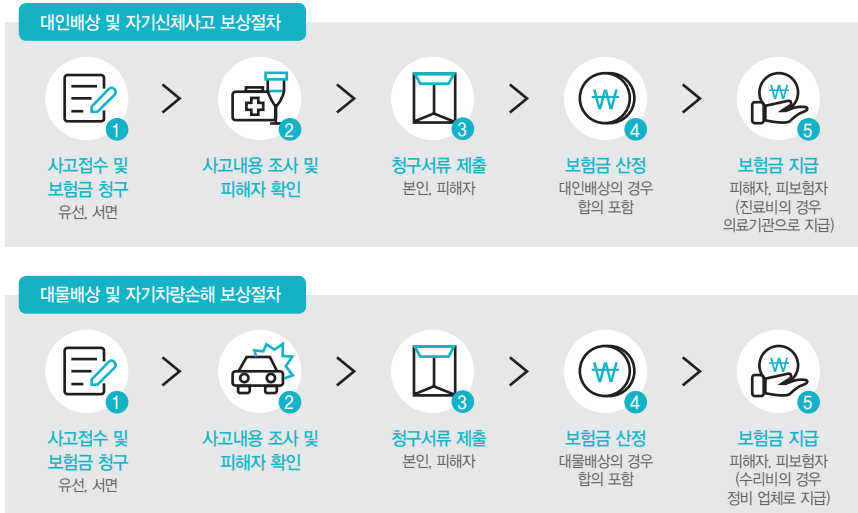 대인배상 및 자기신체사고 보상절차
1
2
3
4
5
사고접수 및
보험금 청구
유선, 서면
사고내용 조사 및
피해자 확인
청구서류 제출
본인, 피해자
보험금 산정
대인배상의 경우
합의 포함
보험금 지급
피해자, 피보험자
(진료비의 경우
의료기관으로 지급)
대물배상 및 자기차량손해 보상절차
1
2
3
4
5
사고접수 및
보험금 청구
유선, 서면
사고내용 조사 및
피해자 확인
청구서류 제출
본인, 피해자
보험금 산정
대물배상의 경우
합의 포함
보험금 지급
피해자, 피보험자
(수리비의 경우
정비 업체로 지급)